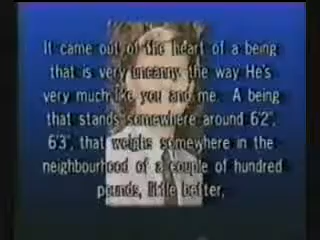 It came out of the heart of a being
that is very uncanny the way He's
very much like you and me. A being
that stands somewhere around 6'2",
6'3", that weighs somewhere in the
neighbourhood of a couple of hundred
pounds, little better,